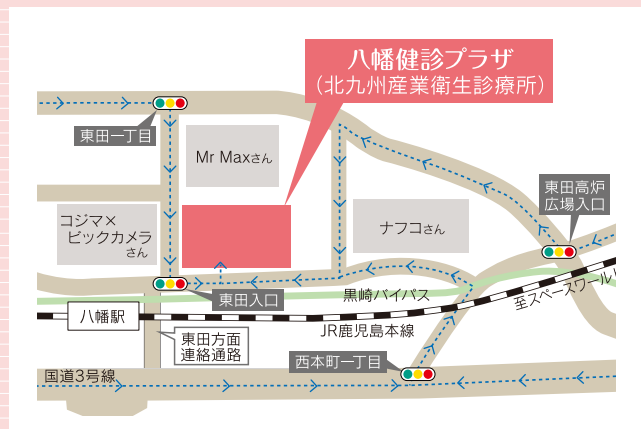 八幡健診プラザ
(北九州産業衛生診療所)
東田一丁目
Mr Maxさん
東田高炉
広場入口
コジマ×
ビックカメラ
さん
ナフコさん
東田入口
黒崎バイパス
至スペースワールド
八幡駅
JR鹿児島本線
東田方面
連絡通路
西本町一丁目
国道3号線